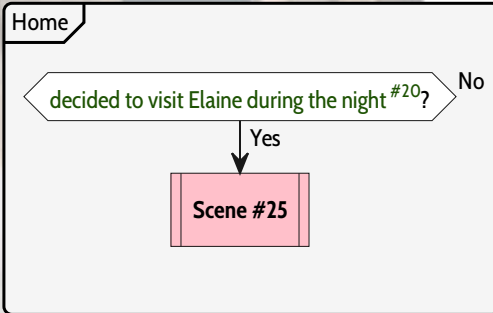 Home
decided to visit Elaine during the night #20?
No
Yes
Scene #25